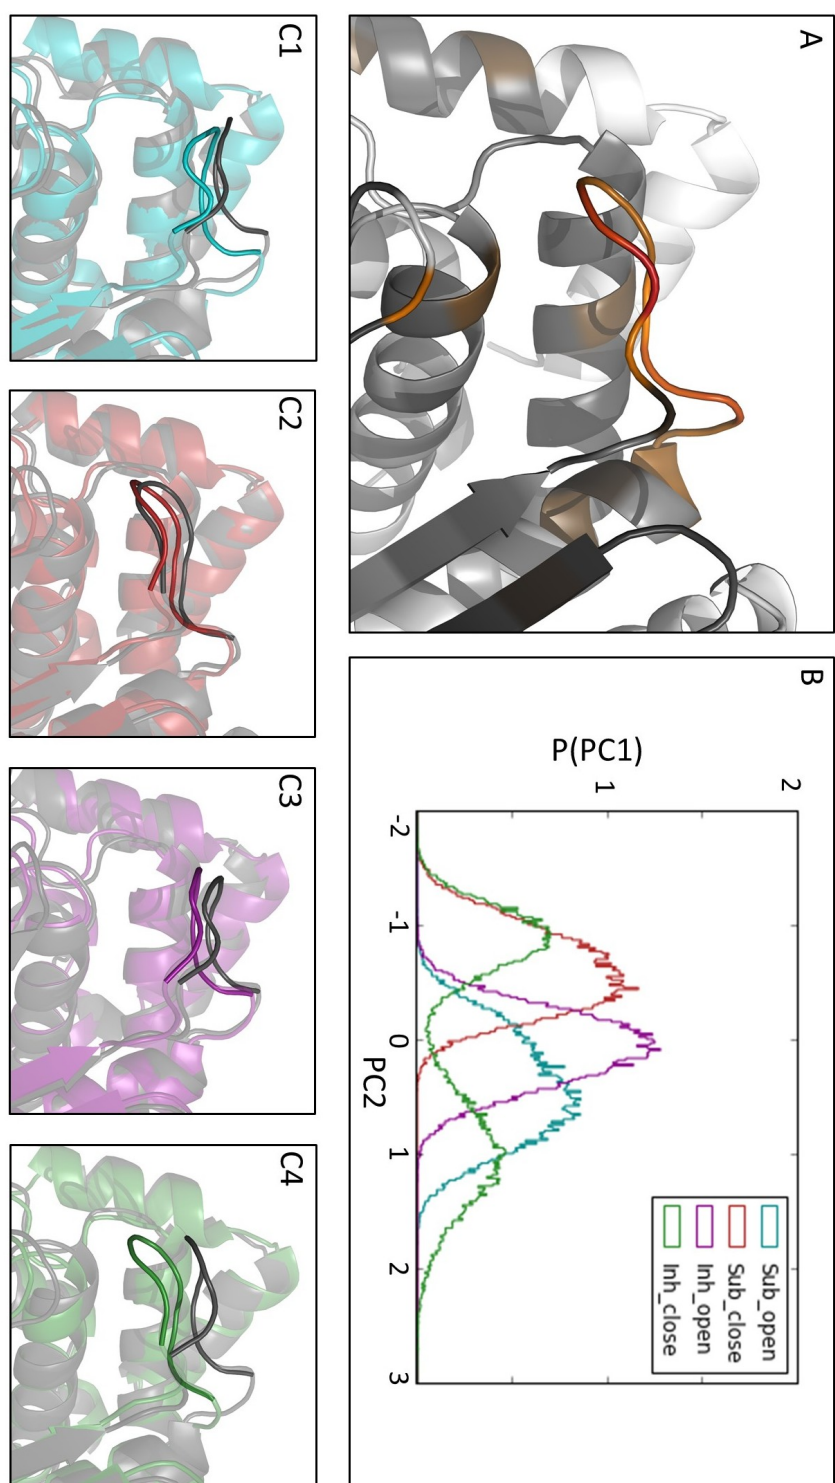 A
B
P(PC1)
2
1
-2
-1
0
1
2
3
PC2
Sub_open
Sub_close
Inh_open
Inh_close
C1
C2
C3
C4